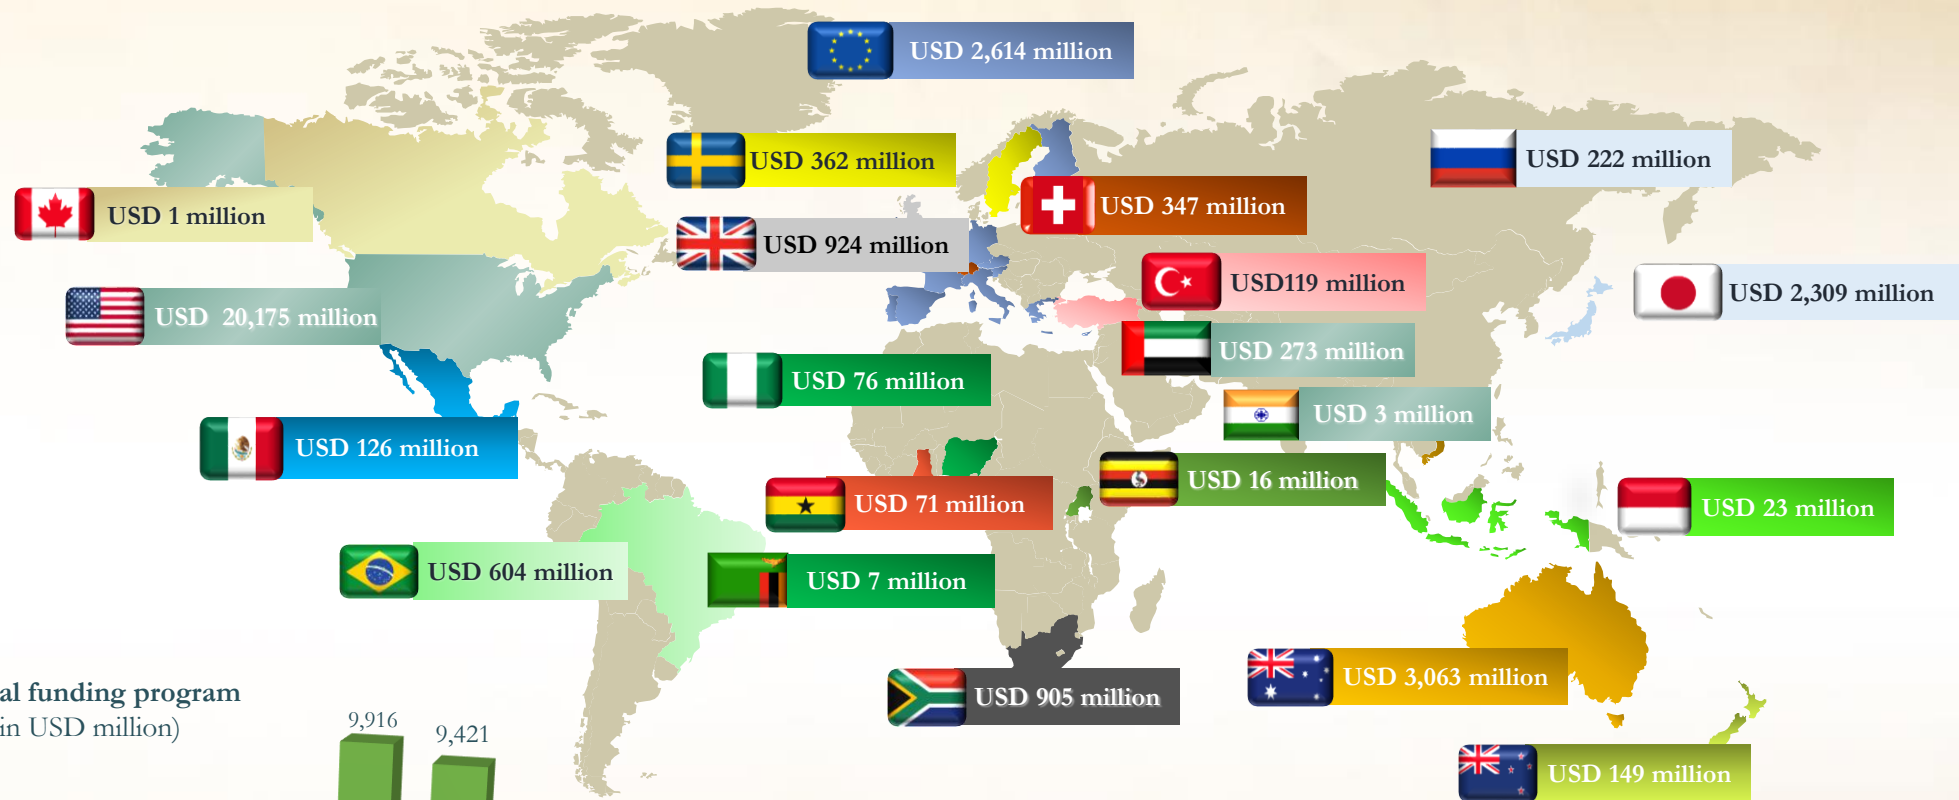 USD 2,614 million
USD 362 million
USD 222 million
USD 1 million
USD 347 million
USD 924 million
USD119 million
USD 2,309 million
USD  20,175 million
USD 273 million
USD 76 million
USD 3 million
USD 126 million
USD 16 million
USD 71 million
USD 23 million
USD 604 million
USD 7 million
USD 3,063 million
USD 905 million
al funding program
in USD million)
9,916
9,421
USD 149 million